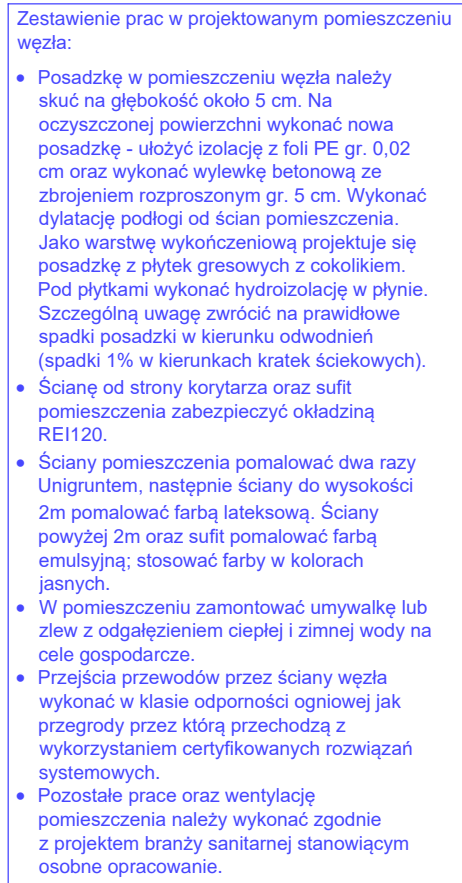 Zestawienie prac w projektowanym pomieszczeniu
węzła:
• Posadzkę w pomieszczeniu węzła należy
skuć na głębokość około 5 cm. Na
oczyszczonej powierzchni wykonać nowa
posadzkę - ułożyć izolację z foli PE gr. 0,02
cm oraz wykonać wylewkę betonową ze
zbrojeniem rozproszonym gr. 5 cm. Wykonać
dylatację podłogi od ścian pomieszczenia.
Jako warstwę wykończeniową projektuje się
posadzkę z płytek gresowych z cokolikiem.
Pod płytkami wykonać hydroizolację w płynie.
Szczególną uwagę zwrócić na prawidłowe
spadki posadzki w kierunku odwodnień
(spadki 1% w kierunkach kratek ściekowych).
• Ścianę od strony korytarza oraz sufit
pomieszczenia zabezpieczyć okładziną
REI120.
• Ściany pomieszczenia pomalować dwa razy
Unigruntem, następnie ściany do wysokości
2m pomalować farbą lateksową. Ściany
powyżej 2m oraz sufit pomalować farbą
emulsyjną; stosować farby w kolorach
jasnych.
• W pomieszczeniu zamontować umywalkę lub
zlew z odgałęzieniem ciepłej i zimnej wody na
cele gospodarcze.
• Przejścia przewodów przez ściany węzła
wykonać w klasie odporności ogniowej jak
przegrody przez którą przechodzą z
wykorzystaniem certyfikowanych rozwiązań
systemowych.
• Pozostałe prace oraz wentylację
pomieszczenia należy wykonać zgodnie
z projektem branży sanitarnej stanowiącym
osobne opracowanie.